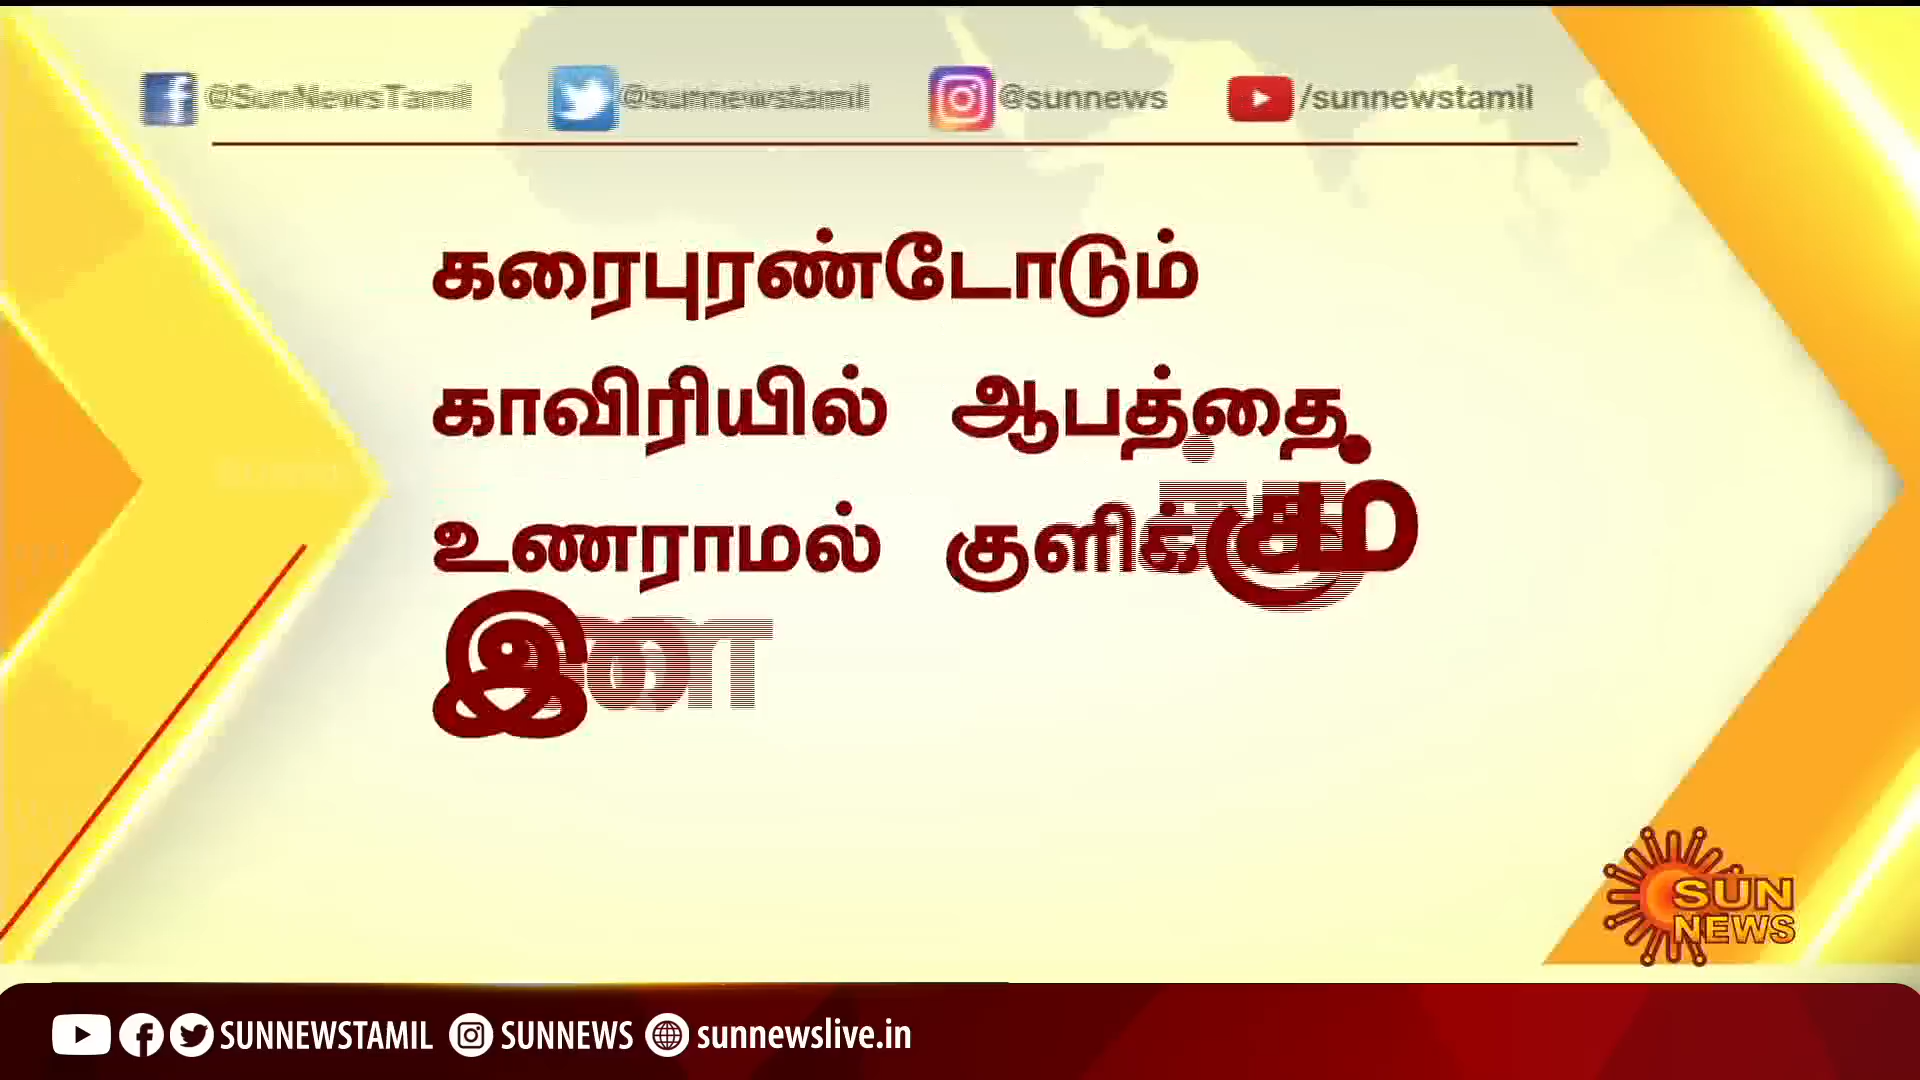 @SunNewsTamil @sunnewstamil @sunnews /sunnewstamil
கரைபுரண்டோடும்
காவிரியில் ஆபத்தை
உணராமல் குளிக்கும்
SUN
NEWS
SUNNEWSTAMIL SUNNEWS sunnewslive.in